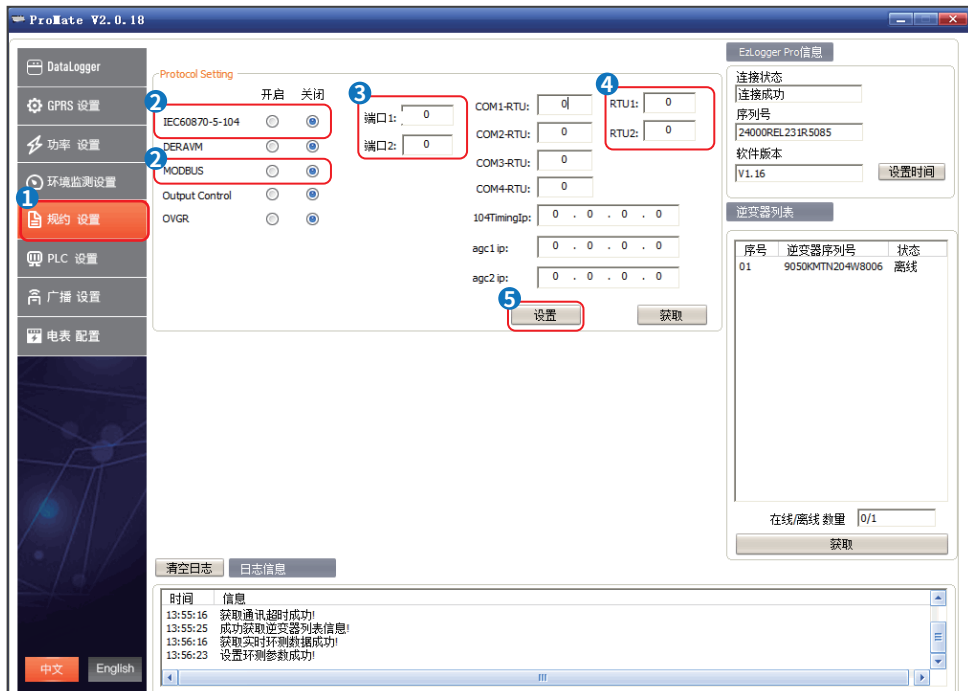 ProMate V2.0.18
DataLogger
GPRS 设置
功率 设置
环境监测设置
1
规约 设置
PLC 设置
广播 设置
电表 配置
中文
English
Protocol Setting
开启 关闭
2
IEC60870-5-104
DERAVM
2
MODBUS
Output Control
OVGR
3
端口1: 0
端口2: 0
COM1-RTU: 0
COM2-RTU: 0
COM3-RTU: 0
COM4-RTU: 0
4
RTU1: 0
RTU2: 0
104TimingIp: 0 . 0 . 0 . 0
agc1 ip: 0 . 0 . 0 . 0
agc2 ip: 0 . 0 . 0 . 0
5
设置
获取
EzLogger Pro信息
连接状态
连接成功
序列号
24000REL231R5085
软件版本
V1.16
设置时间
逆变器列表
序号 逆变器序列号 状态
01 9050KMTN204W8006 离线
在线/离线 数量 0/1
获取
清空日志
日志信息
时间 信息
13:55:16 获取通讯超时成功!
13:55:25 成功获取逆变器列表信息!
13:56:16 获取实时环测数据成功!
13:56:23 设置环测参数成功!